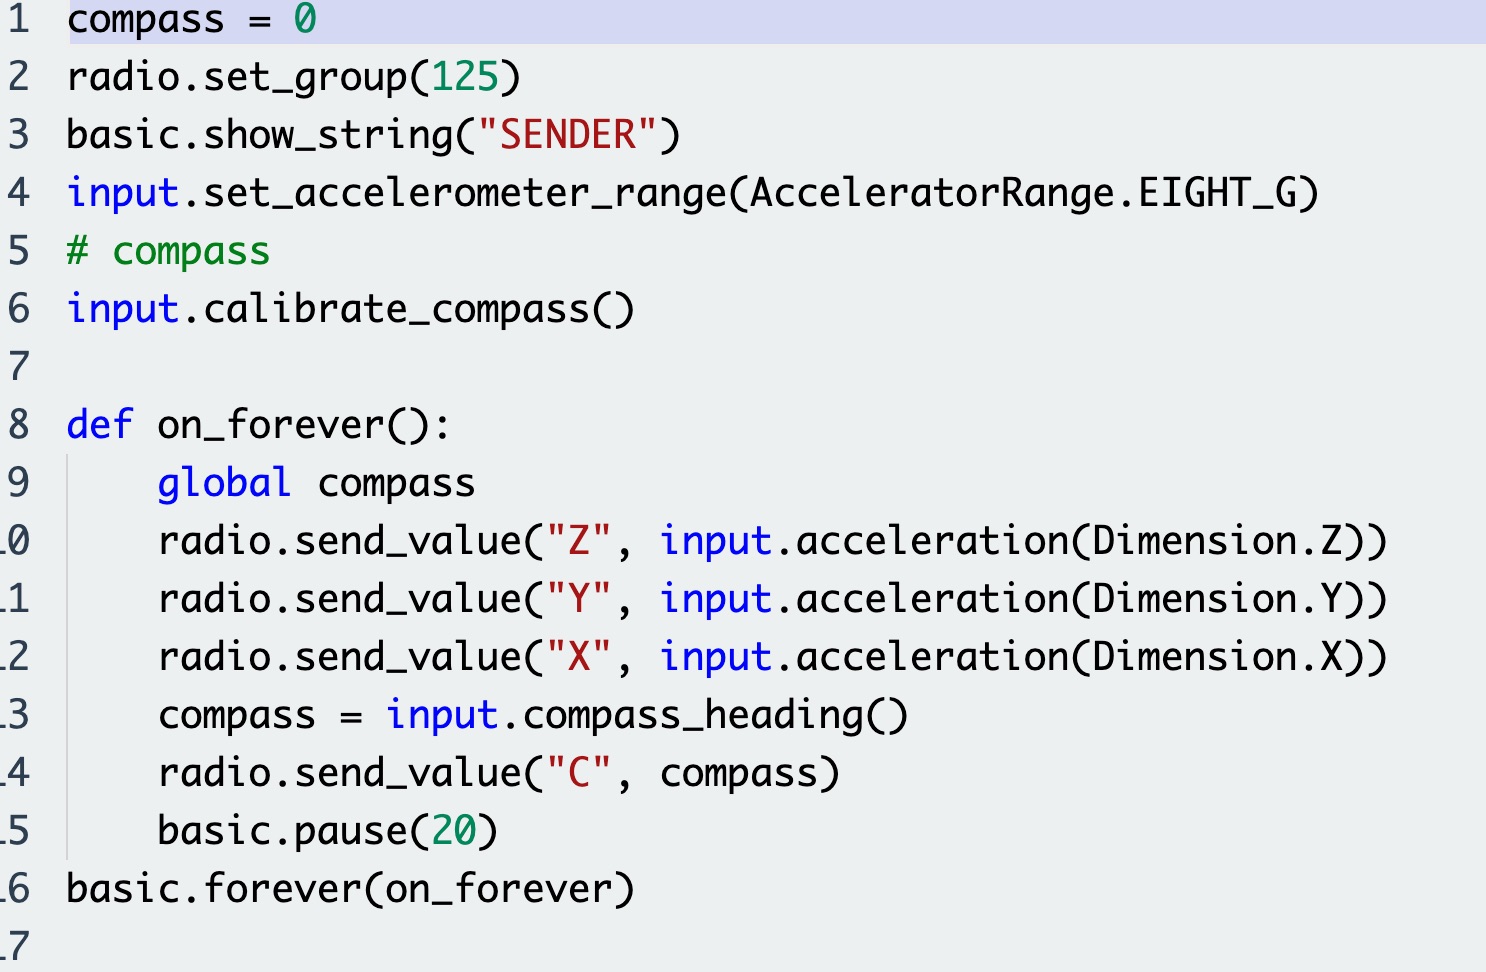 1 compass = 0
2 radio.set_group(125)
3 basic.show_string("SENDER")
4 input.set_accelerometer_range(AcceleratorRange.EIGHT_G)
5 # compass
6 input.calibrate_compass()
7
8 def on_forever():
9     global compass
10     radio.send_value("Z", input.acceleration(Dimension.Z))
11     radio.send_value("Y", input.acceleration(Dimension.Y))
12     radio.send_value("X", input.acceleration(Dimension.X))
13     compass = input.compass_heading()
14     radio.send_value("C", compass)
15     basic.pause(20)
16 basic.forever(on_forever)
17